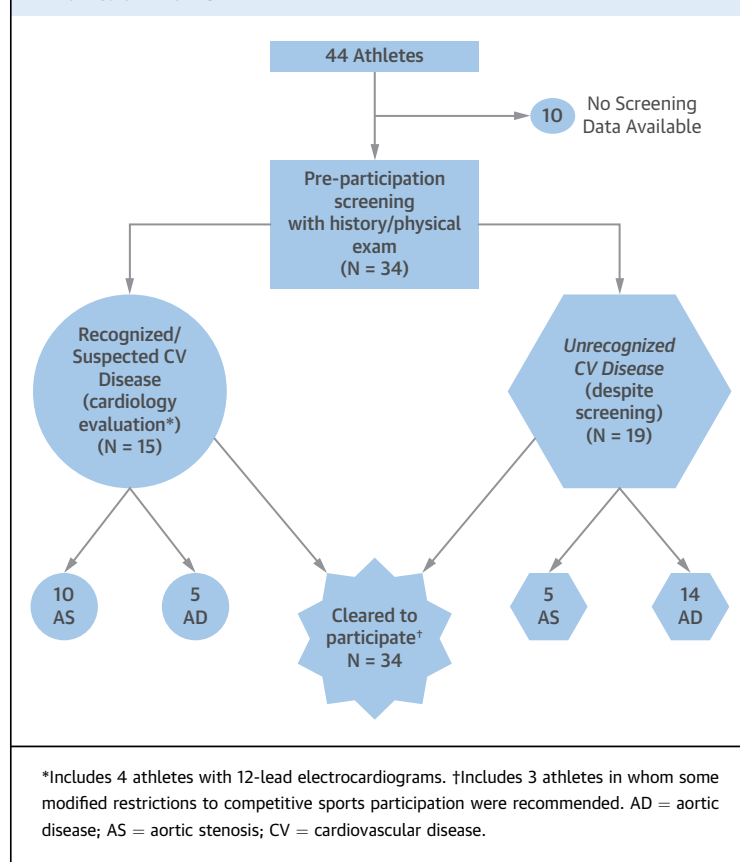 44 Athletes
10
No Screening
Data Available
Pre-participation
screening
with history/physical
exam
(N = 34)
Recognized/
Suspected CV
Disease
(cardiology
evaluation*)
(N = 15)
Unrecognized
CV Disease
(despite
screening)
(N = 19)
10
AS
5
AD
Cleared to
participate†
N = 34
5
AS
14
AD
*Includes 4 athletes with 12-lead electrocardiograms. †Includes 3 athletes in whom some
modified restrictions to competitive sports participation were recommended. AD = aortic
disease; AS = aortic stenosis; CV = cardiovascular disease.